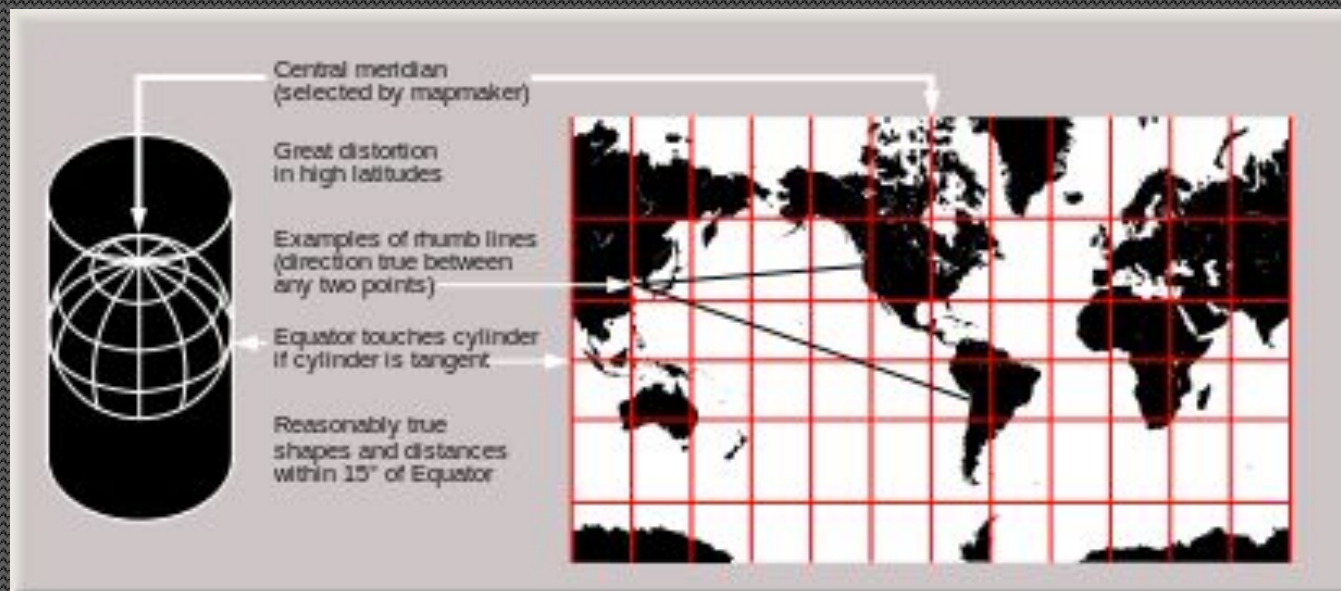 Central meridian
(selected by mapmaker)
Great distortion
in high latitudes
Examples of rhumb lines
(direction true between
any two points)
Equator touches cylinder
if cylinder is tangent
Reasonably true
shapes and distances
within 15° of Equator